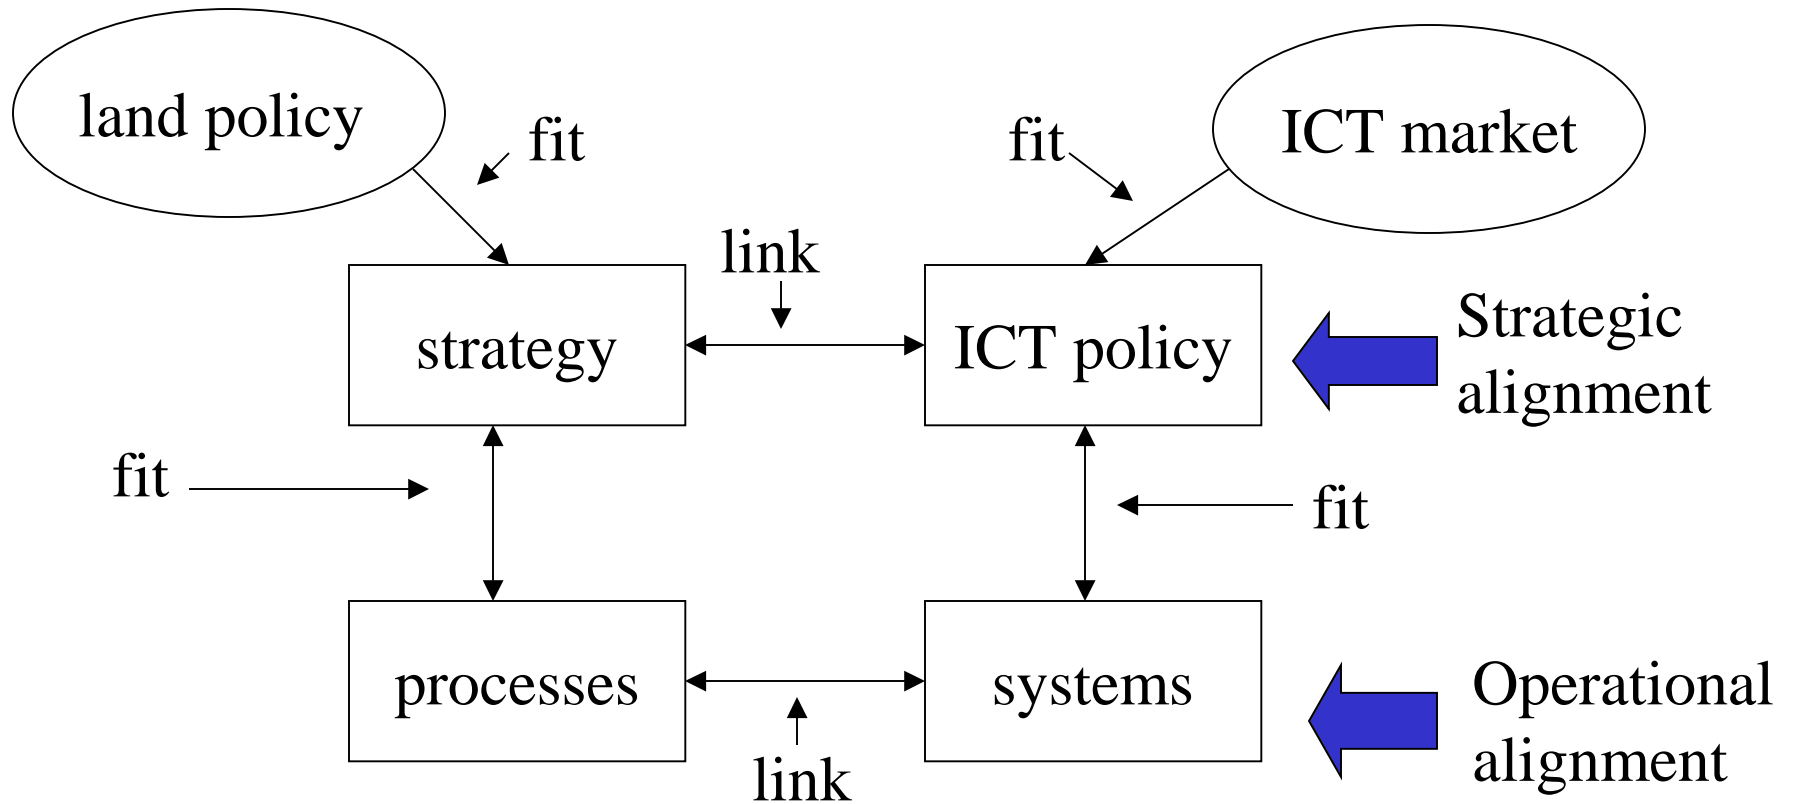 land policy
fit
fit
ICT market
link
strategy
ICT policy
Strategic
alignment
fit
fit
processes
systems
Operational
alignment
link